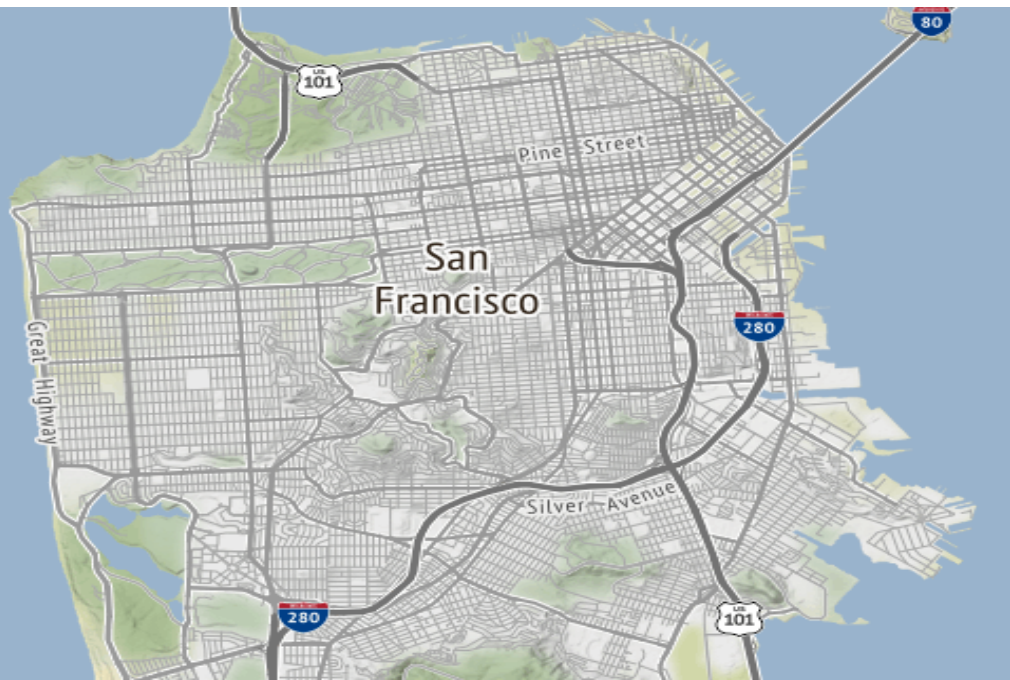 80
U.S.
101
Pine Street
San
Francisco
280
Great Highway
Silver Avenue
280
U.S.
101